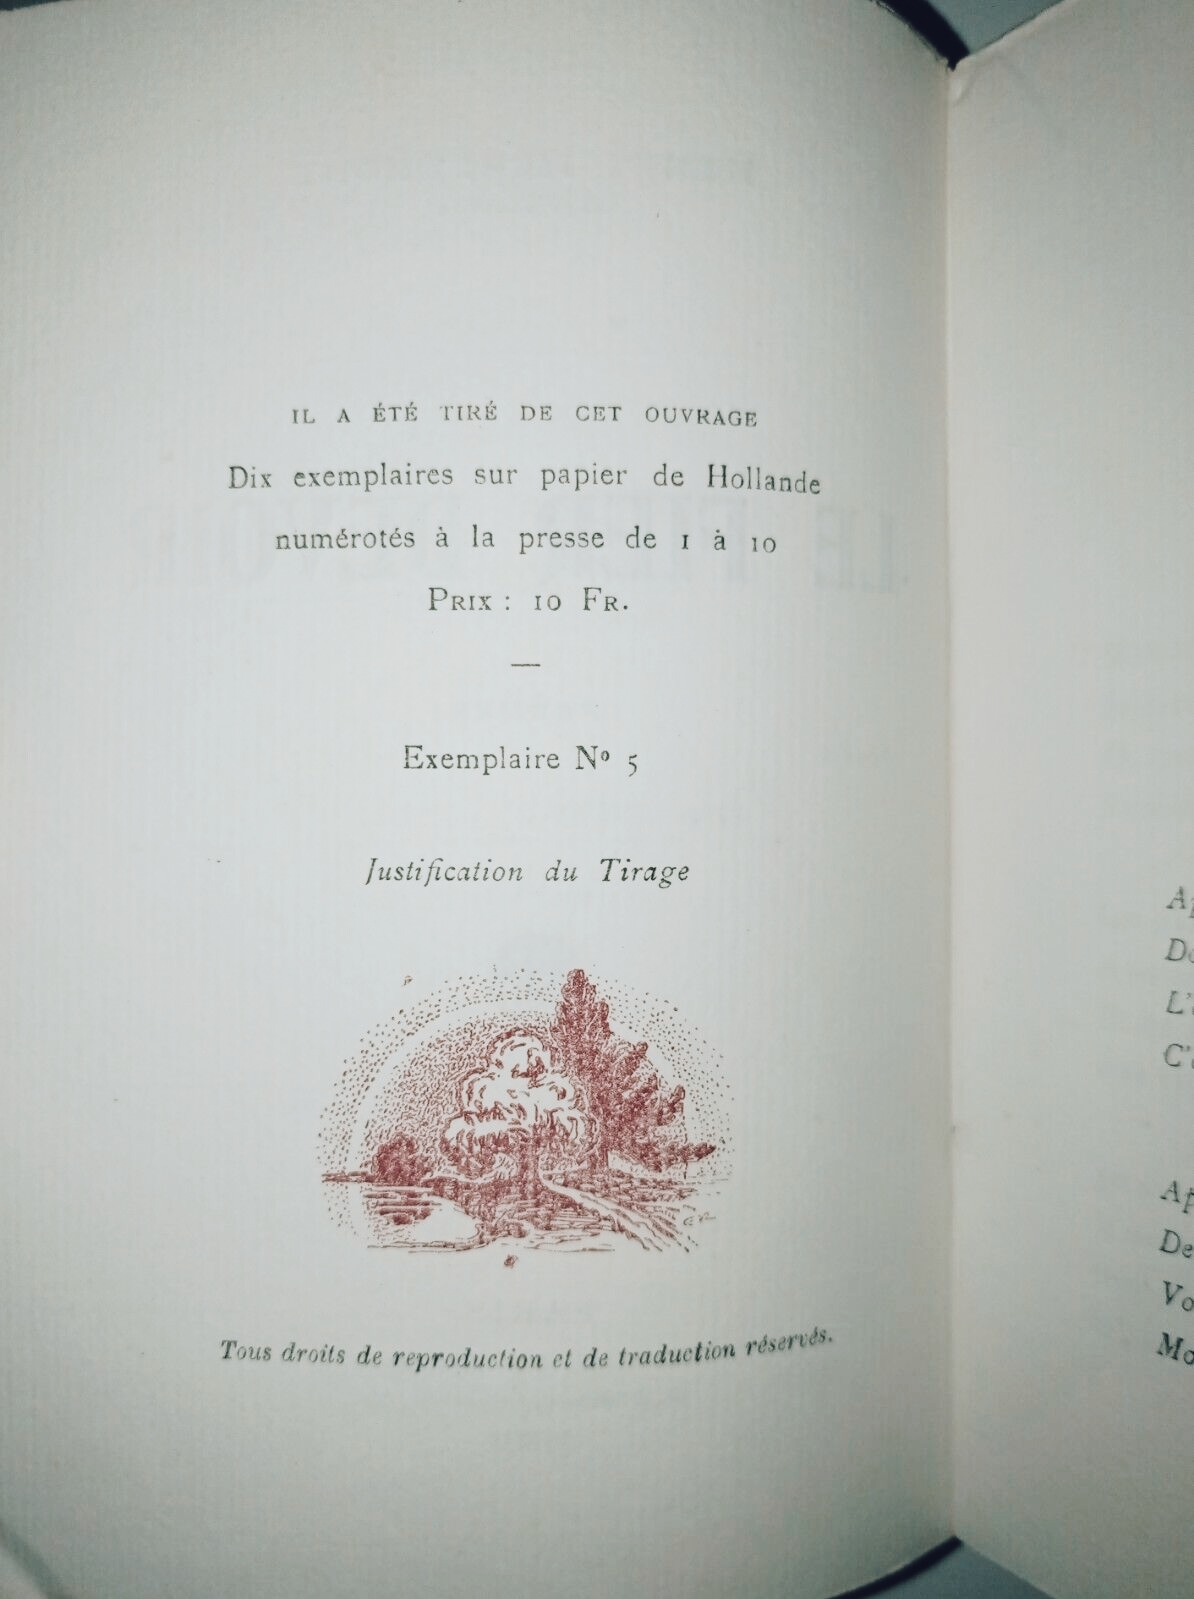 IL A ÉTÉ TIRÉ DE CET OUVRAGE
Dix exemplaires sur papier de Hollande
numérotés à la presse de 1 à 10
PRIX : 10 FR.
—
Exemplaire Nº 5
Justification du Tirage
Tous droits de reproduction et de traduction réservés.